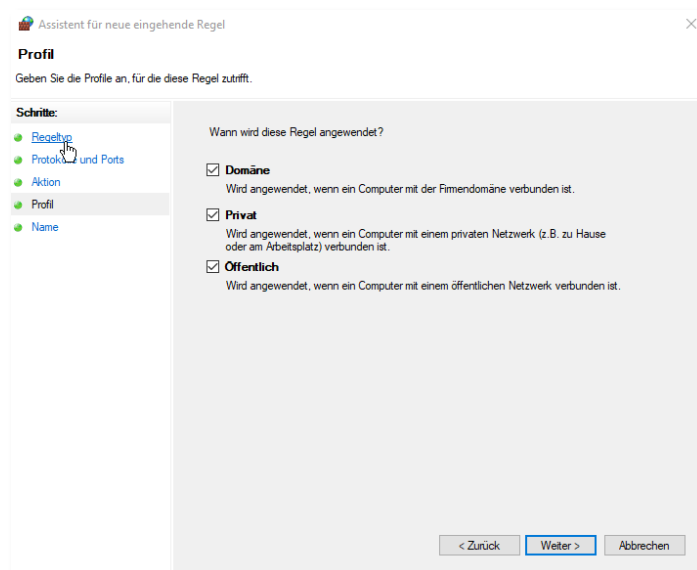 Assistent für neue eingehende Regel
Profil
Geben Sie die Profile an, für die diese Regel zutrifft.
Schritte:
Regeltyp
Protokolle und Ports
Aktion
Profil
Name
Wann wird diese Regel angewendet?
Domäne
Wird angewendet, wenn ein Computer mit der Firmendomäne verbunden ist.
Privat
Wird angewendet, wenn ein Computer mit einem privaten Netzwerk (z.B. zu Hause
oder am Arbeitsplatz) verbunden ist.
Öffentlich
Wird angewendet, wenn ein Computer mit einem öffentlichen Netzwerk verbunden ist.
< Zurück
Weiter >
Abbrechen